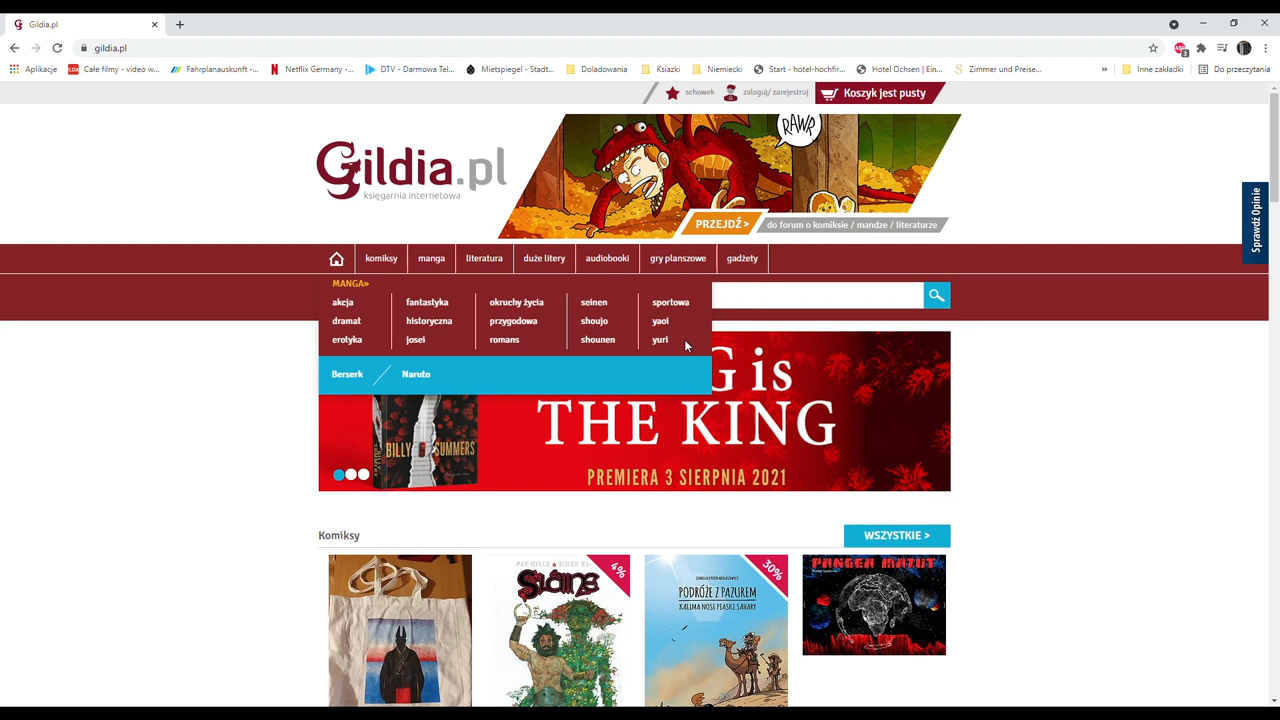 Gildia.pl
gildia.pl
Aplikacje
Całe filmy - video w...
Fahrplanauskunft -...
Netflix Germany -...
DTV - Darmowa Tel...
Mietspiegel - Stadt...
Doladowania
Ksiazki
Niemiecki
Start - hotel-hochfir...
Hotel Ochsen | Ein...
Zimmer und Preise...
»
Inne zakładki
Do przeczytania
schowek
zaloguj/ zarejestruj
Koszyk jest pusty
Gildia.pl
księgarnia internetowa
RAWR
PRZEJDŹ >
do forum o komiksie / mandze / literaturze
Sprawdź Opinie
komiksy
manga
literatura
duże litery
audiobooki
gry planszowe
gadżety
MANGA»
akcja
fantastyka
okruchy życia
seinen
sportowa
dramat
historyczna
przygodowa
shoujo
yaoi
erotyka
josei
romans
shounen
yuri
Berserk
Naruto
G is
THE KING
BILLY SUMMERS
PREMIERA 3 SIERPNIA 2021
Komiksy
WSZYSTKIE >
4%
SLÁINE
30%
PODRÓŻE Z PAZUREM
KALIMA NOSI PIASKI SAHARY
PANGEA MAZUT